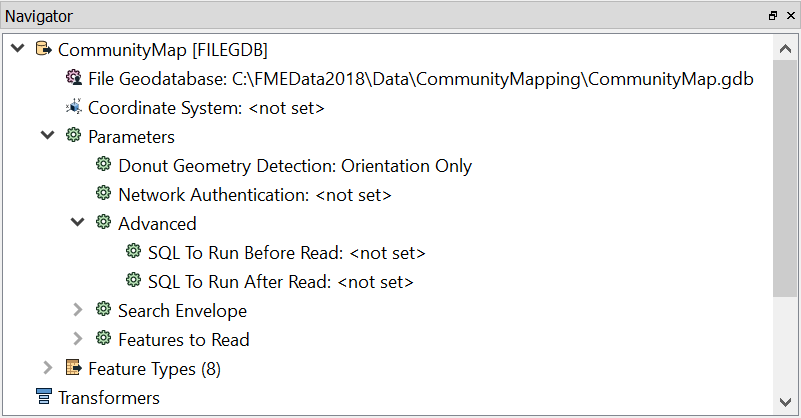 Navigator
CommunityMap [FILEGDB]
File Geodatabase: C:\FMEData2018\Data\CommunityMapping\CommunityMap.gdb
Coordinate System: <not set>
Parameters
Donut Geometry Detection: Orientation Only
Network Authentication: <not set>
Advanced
SQL To Run Before Read: <not set>
SQL To Run After Read: <not set>
Search Envelope
Features to Read
Feature Types (8)
Transformers